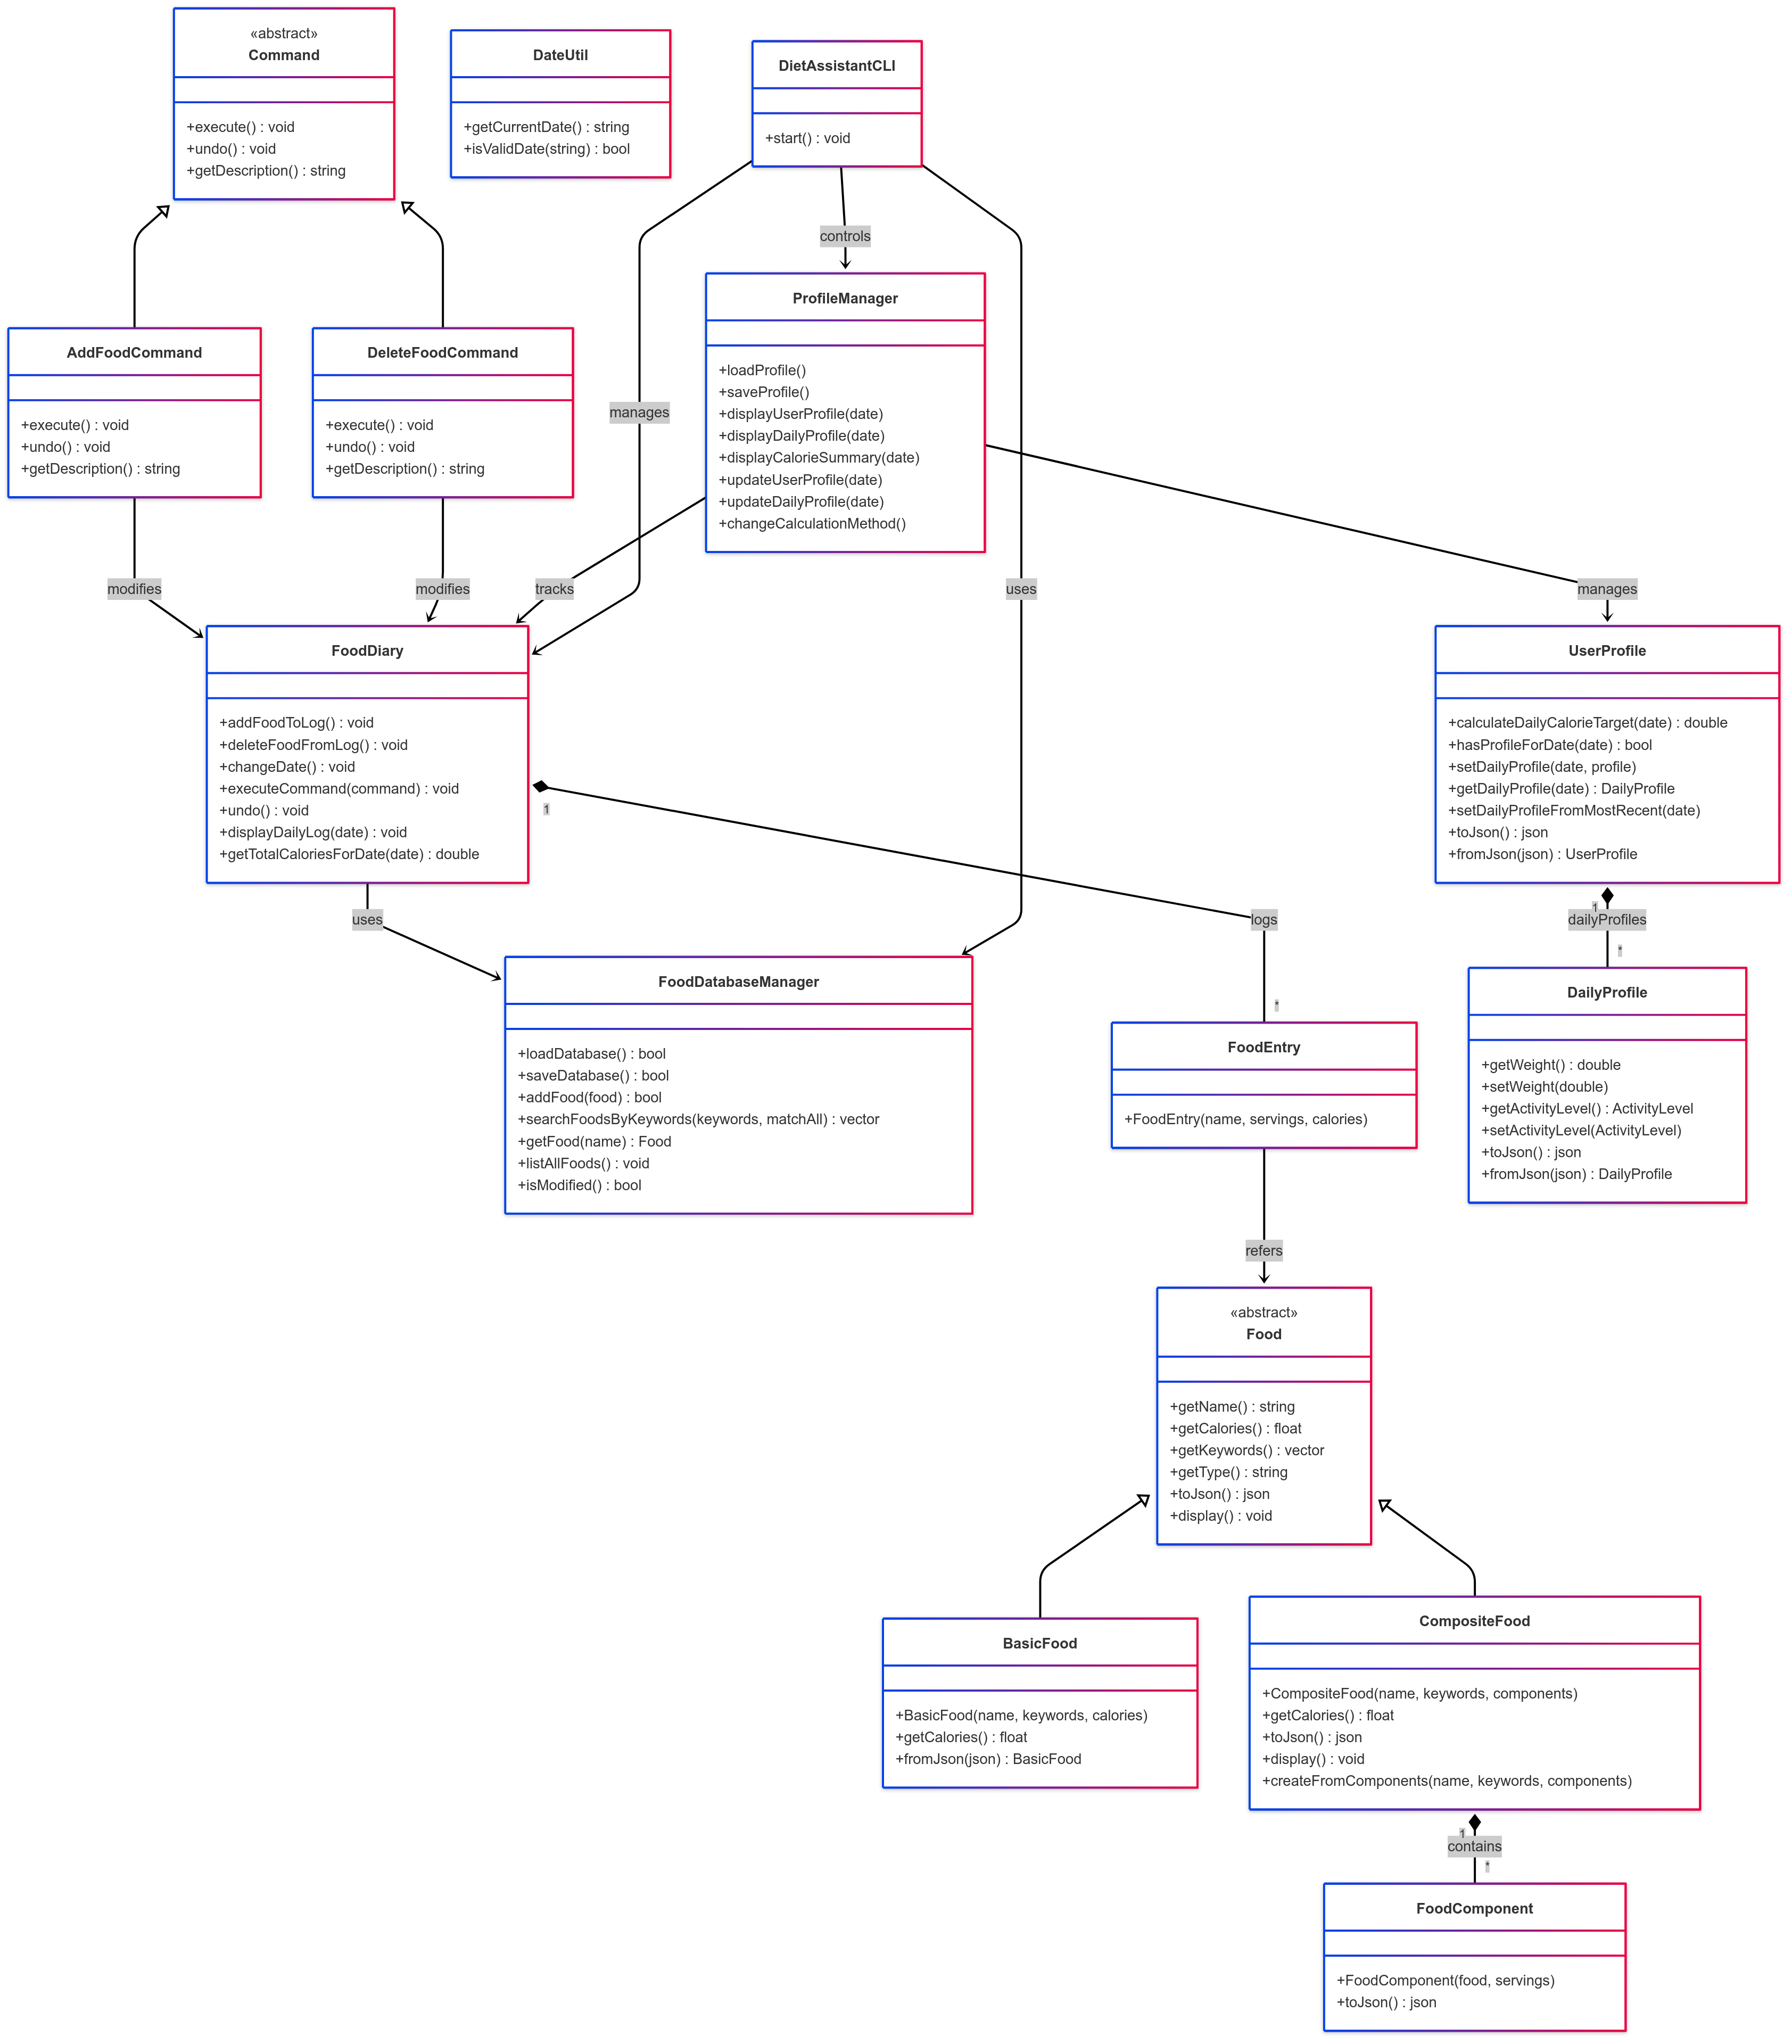 «abstract»
Command
+execute() : void
+undo() : void
+getDescription() : string
DateUtil
+getCurrentDate() : string
+isValidDate(string) : bool
DietAssistantCLI
+start() : void
controls
ProfileManager
+loadProfile()
+saveProfile()
+displayUserProfile(date)
+displayDailyProfile(date)
+displayCalorieSummary(date)
+updateUserProfile(date)
+updateDailyProfile(date)
+changeCalculationMethod()
AddFoodCommand
+execute() : void
+undo() : void
+getDescription() : string
DeleteFoodCommand
+execute() : void
+undo() : void
+getDescription() : string
manages
modifies
modifies
tracks
uses
manages
FoodDiary
+addFoodToLog() : void
+deleteFoodFromLog() : void
+changeDate() : void
+executeCommand(command) : void
+undo() : void
+displayDailyLog(date) : void
+getTotalCaloriesForDate(date) : double
1
UserProfile
+calculateDailyCalorieTarget(date) : double
+hasProfileForDate(date) : bool
+setDailyProfile(date, profile)
+getDailyProfile(date) : DailyProfile
+setDailyProfileFromMostRecent(date)
+toJson() : json
+fromJson(json) : UserProfile
uses
logs
1
dailyProfiles
*
*
FoodDatabaseManager
+loadDatabase() : bool
+saveDatabase() : bool
+addFood(food) : bool
+searchFoodsByKeywords(keywords, matchAll) : vector
+getFood(name) : Food
+listAllFoods() : void
+isModified() : bool
FoodEntry
+FoodEntry(name, servings, calories)
DailyProfile
+getWeight() : double
+setWeight(double)
+getActivityLevel() : ActivityLevel
+setActivityLevel(ActivityLevel)
+toJson() : json
+fromJson(json) : DailyProfile
refers
«abstract»
Food
+getName() : string
+getCalories() : float
+getKeywords() : vector
+getType() : string
+toJson() : json
+display() : void
BasicFood
+BasicFood(name, keywords, calories)
+getCalories() : float
+fromJson(json) : BasicFood
CompositeFood
+CompositeFood(name, keywords, components)
+getCalories() : float
+toJson() : json
+display() : void
+createFromComponents(name, keywords, components)
1
contains
*
FoodComponent
+FoodComponent(food, servings)
+toJson() : json